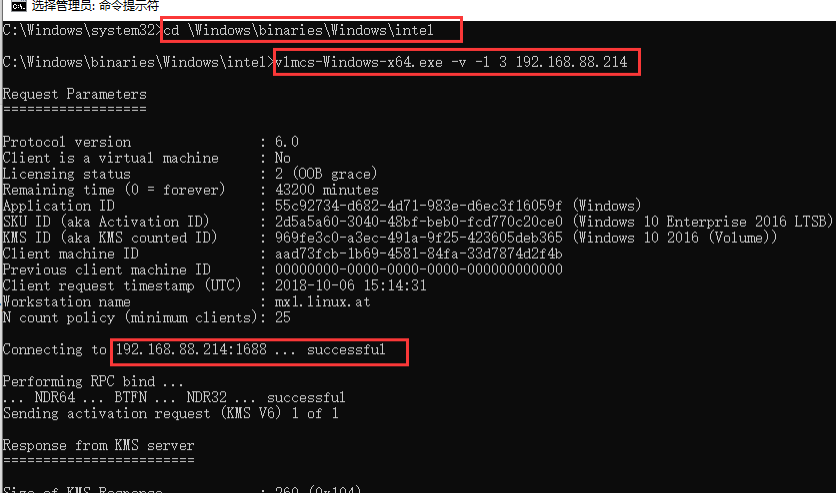 选择管理员: 命令提示符
C:\Windows\system32>cd \Windows\binaries\Windows\intel
C:\Windows\binaries\Windows\intel>vlmcs-Windows-x64.exe -v -l 3 192.168.88.214
Request Parameters
==================
Protocol version : 6.0
Client is a virtual machine : No
Licensing status : 2 (OOB grace)
Remaining time (0 = forever) : 43200 minutes
Application ID : 55c92734-d682-4d71-983e-d6ec3f16059f (Windows)
SKU ID (aka Activation ID) : 2d5a5a60-3040-48bf-beb0-fcd770c20ce0 (Windows 10 Enterprise 2016 LTSB)
KMS ID (aka KMS counted ID) : 969fe3c0-a3ec-491a-9f25-423605deb365 (Windows 10 2016 (Volume))
Client machine ID : aad73fcb-1b69-4581-84fa-33d7874d2f4b
Previous client machine ID : 00000000-0000-0000-0000-000000000000
Client request timestamp (UTC) : 2018-10-06 15:14:31
Workstation name : mx1.linux.at
N count policy (minimum clients): 25
Connecting to 192.168.88.214:1688 ... successful
Performing RPC bind ...
... NDR64 ... BTFN ... NDR32 ... successful
Sending activation request (KMS V6) 1 of 1
Response from KMS server
========================
Size of KMS Response : 260 (0x104)